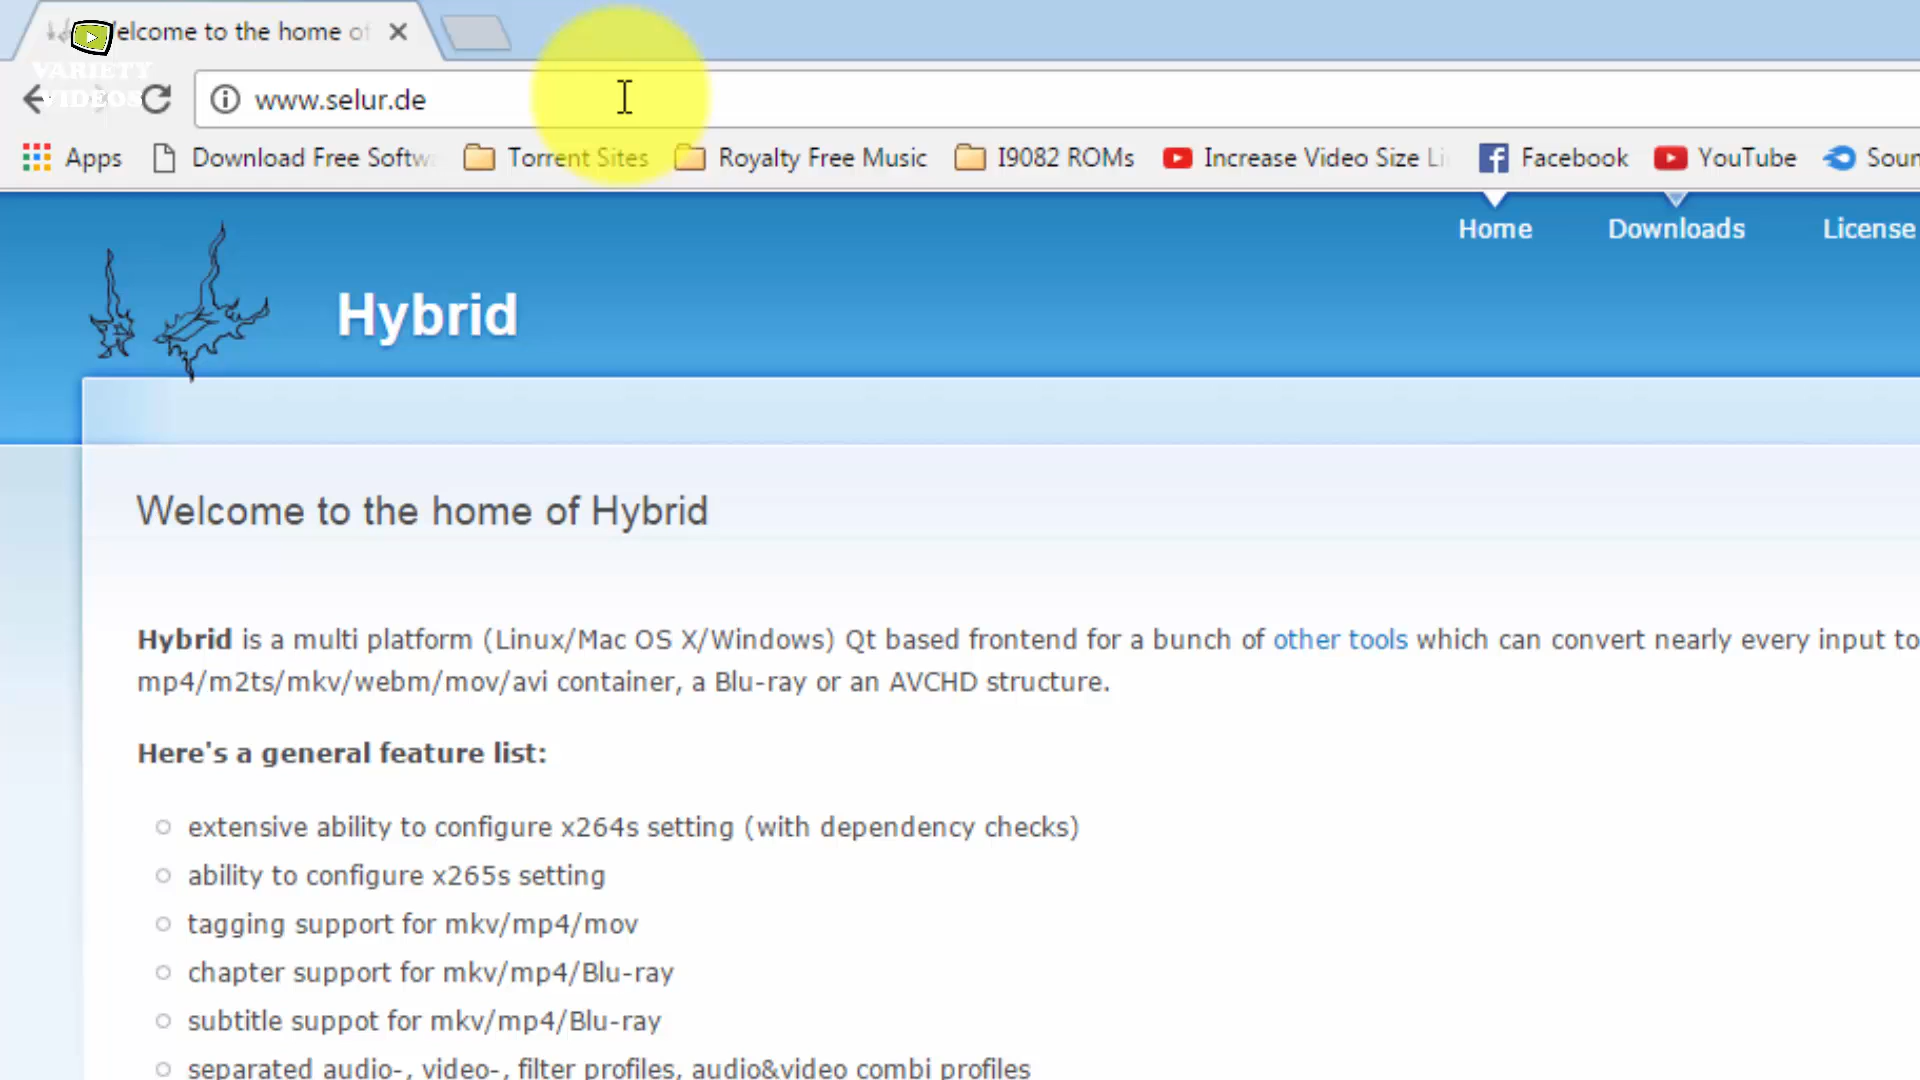 elcome to the home of
VARIETY
VIDEOS
www.selur.de
Apps Download Free Softw Torrent Sites Royalty Free Music I9082 ROMs Increase Video Size Li Facebook YouTube Soun
Home Downloads License
Hybrid
Welcome to the home of Hybrid
Hybrid is a multi platform (Linux/Mac OS X/Windows) Qt based frontend for a bunch of other tools which can convert nearly every input to
mp4/m2ts/mkv/webm/mov/avi container, a Blu-ray or an AVCHD structure.
Here's a general feature list:
extensive ability to configure x264s setting (with dependency checks)
ability to configure x265s setting
tagging support for mkv/mp4/mov
chapter support for mkv/mp4/Blu-ray
subtitle suppot for mkv/mp4/Blu-ray
separated audio-, video-, filter profiles, audio&video combi profiles